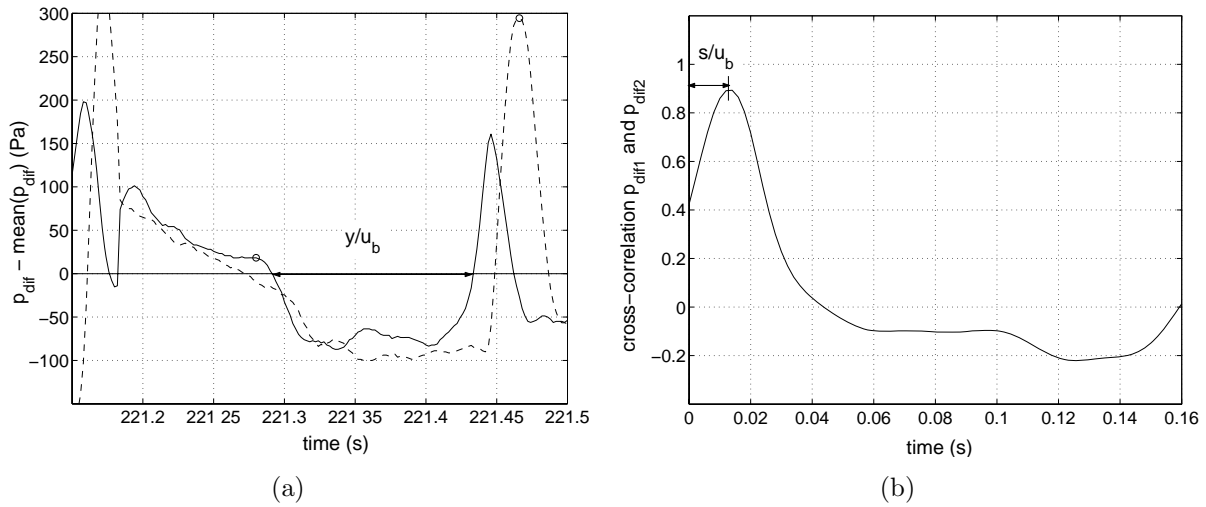 300
250
200
150
100
50
0
−50
−100
p_dif − mean(p_dif) (Pa)
y/u_b
221.2 221.25 221.3 221.35 221.4 221.45 221.5
time (s)
(a)
1
0.8
0.6
0.4
0.2
0
−0.2
cross−correlation p_dif1 and p_dif2
s/u_b
0 0.02 0.04 0.06 0.08 0.1 0.12 0.14 0.16
time (s)
(b)